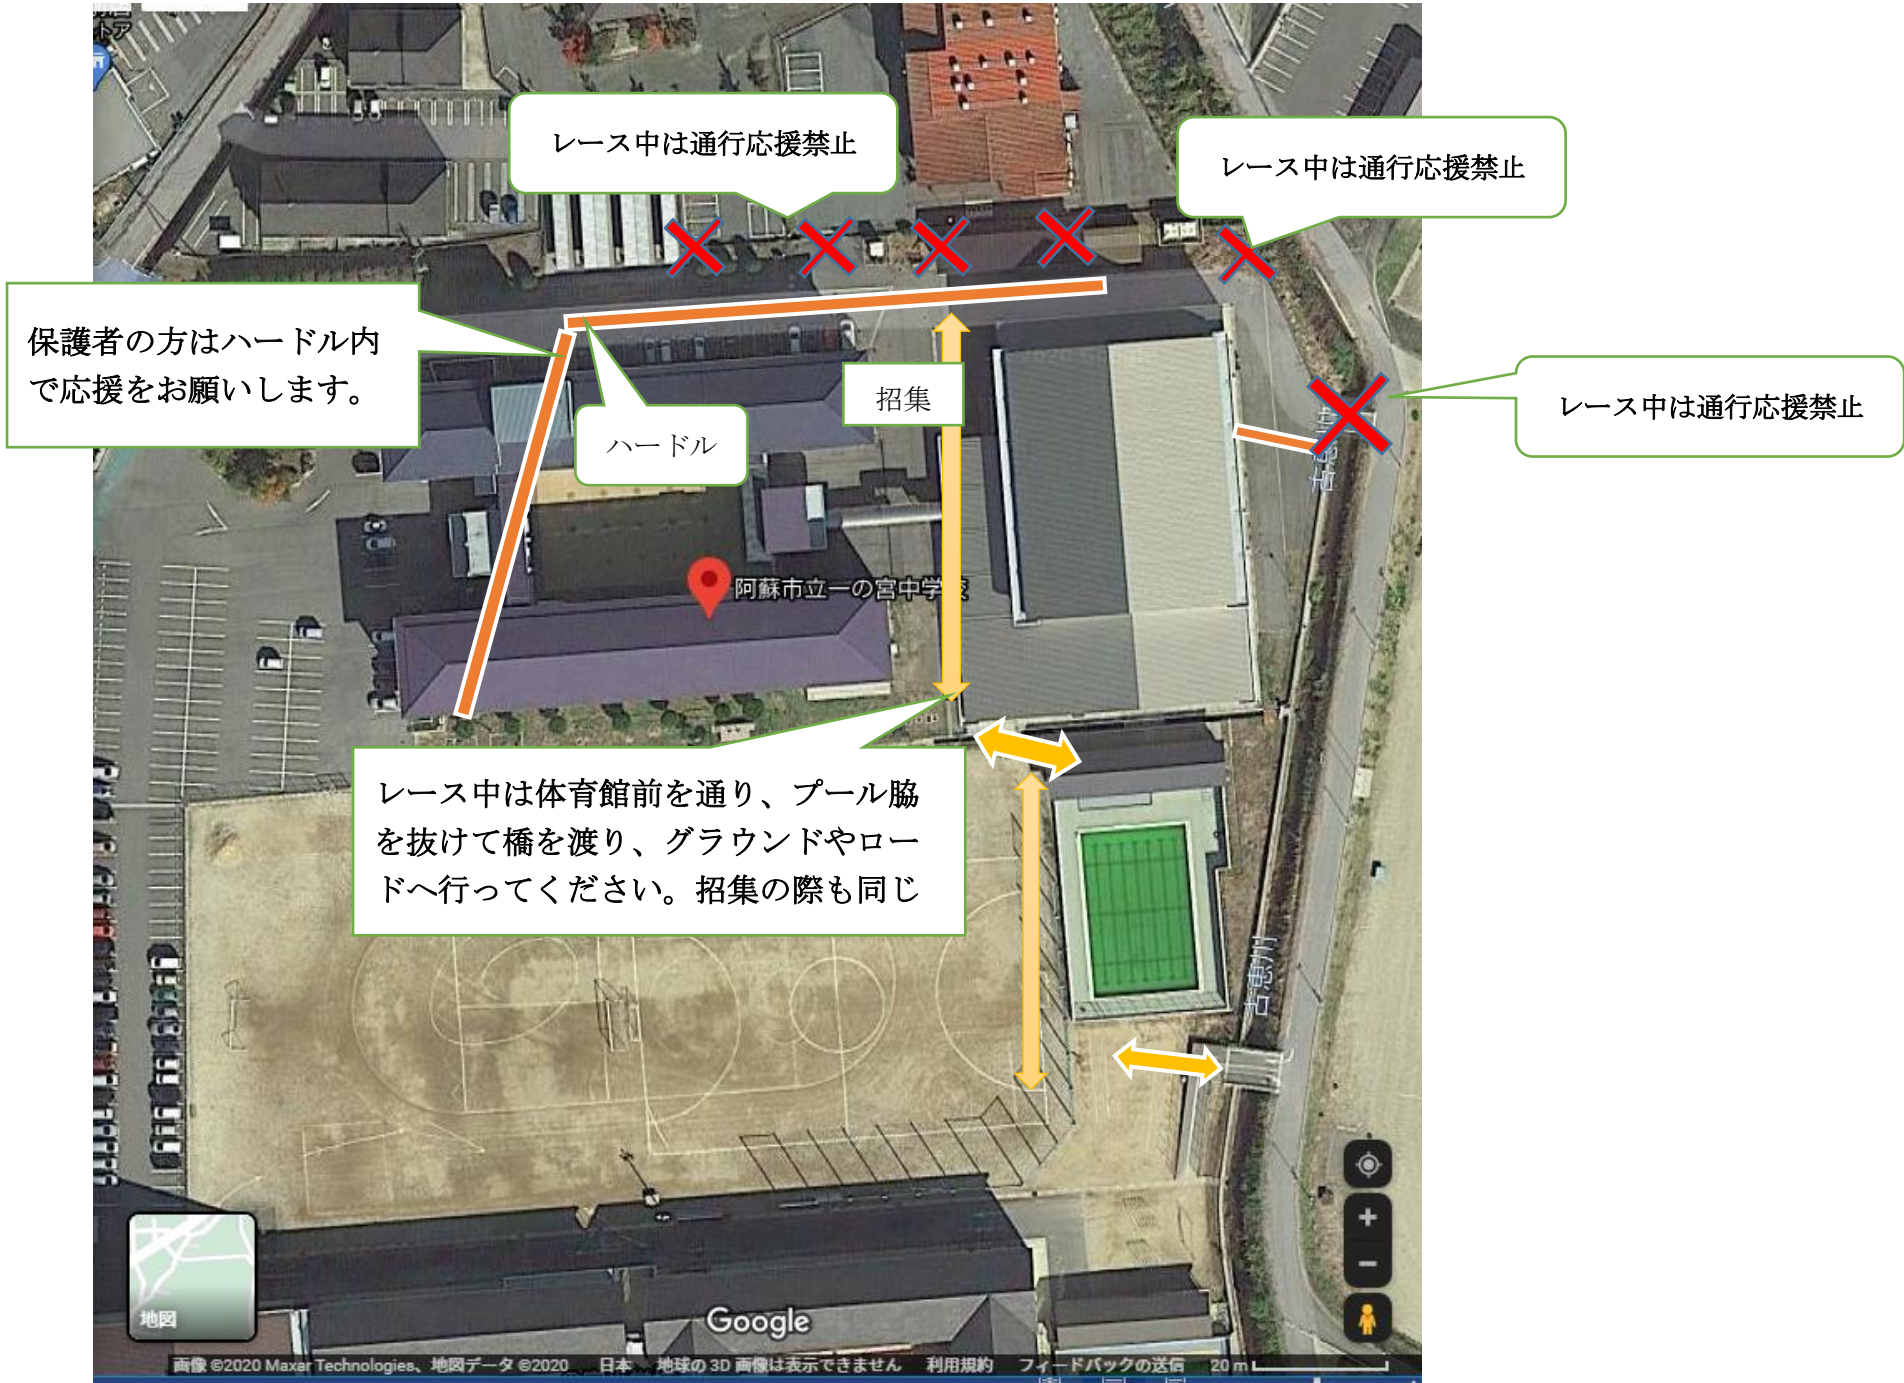 トア
レース中は通行応援禁止
レース中は通行応援禁止
保護者の方はハードル内
で応援をお願いします。
招集
ハードル
レース中は通行応援禁止
古恵川
阿蘇市立一の宮中学校
レース中は体育館前を通り、プール脇
を抜けて橋を渡り、グラウンドやロー
ドへ行ってください。招集の際も同じ
古恵川
地図
Google
画像 ©2020 Maxar Technologies、地図データ ©2020 日本 地球の 3D 画像は表示できません 利用規約 フィードバックの送信 20 m